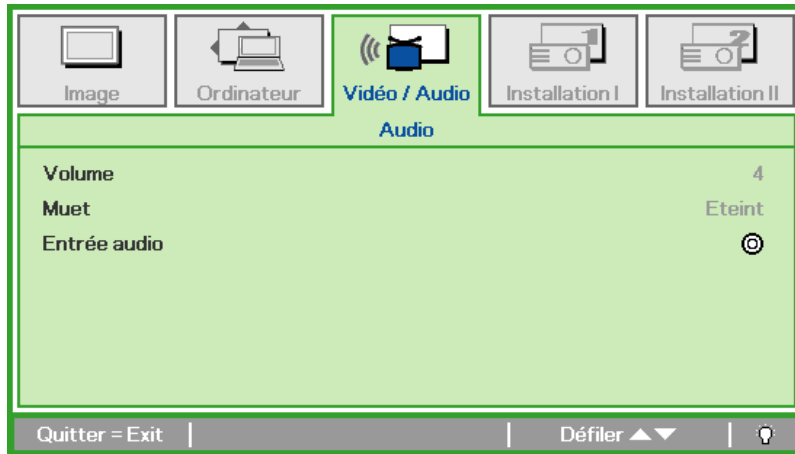 Image
Ordinateur
Vidéo / Audio
Installation I
Installation II
Audio
Volume 4
Muet Eteint
Entrée audio
Quitter = Exit Défiler